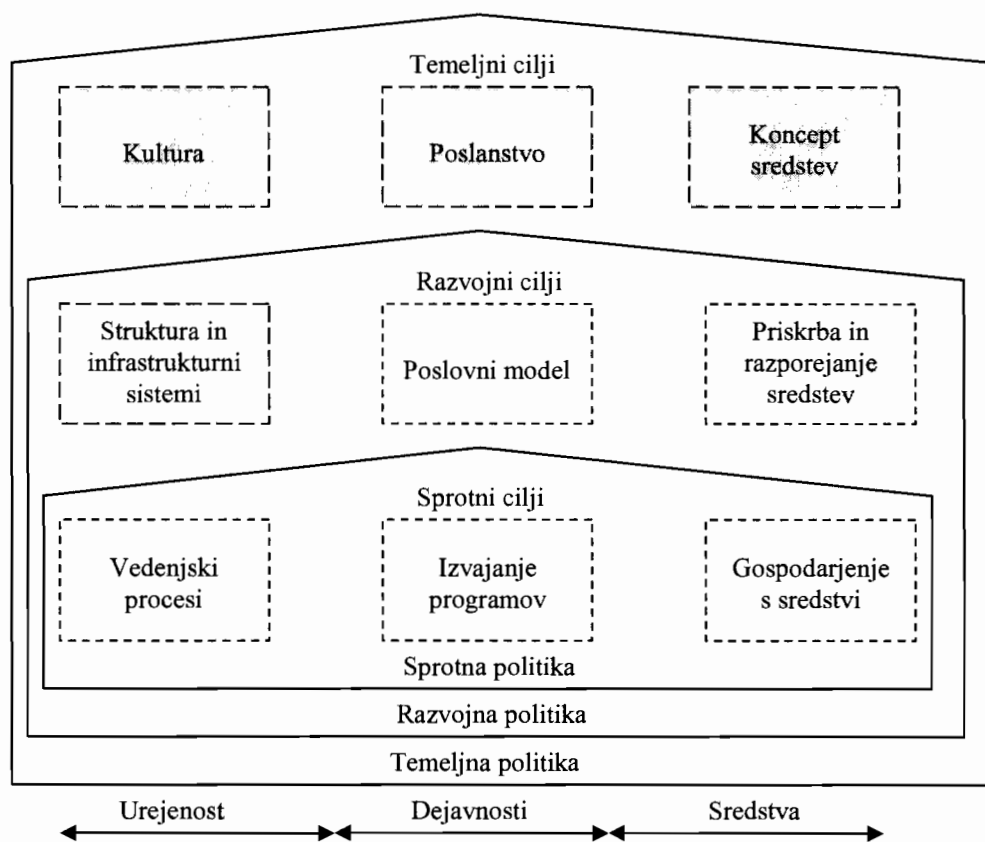 Temeljni cilji
Kultura
Poslanstvo
Koncept
sredstev
Razvojni cilji
Struktura in
infrastrukturni
sistemi
Poslovni model
Priskrba in
razporejanje
sredstev
Sprotni cilji
Vedenjski
procesi
Izvajanje
programov
Gospodarjenje
s sredstvi
Sprotna politika
Razvojna politika
Temeljna politika
Urejenost
Dejavnosti
Sredstva